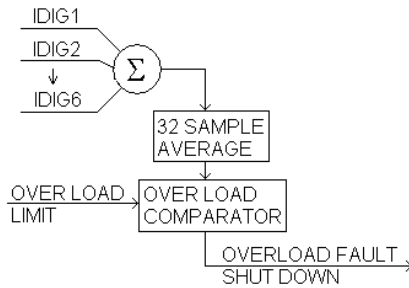 IDIG1
IDIG2
IDIG6
Σ
32 SAMPLE
AVERAGE
OVER LOAD
LIMIT
OVER LOAD
COMPARATOR
OVERLOAD FAULT
SHUT DOWN